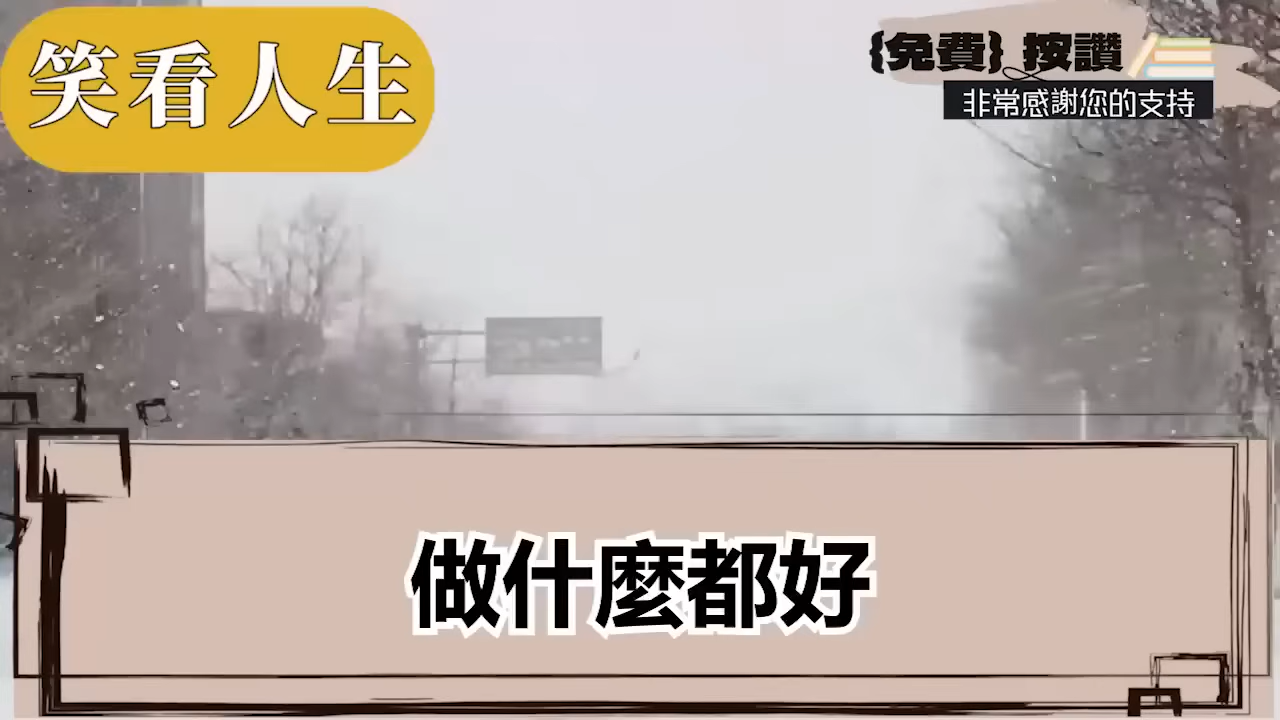 笑看人生
{免費} 按讚
非常感謝您的支持
做什麼都好